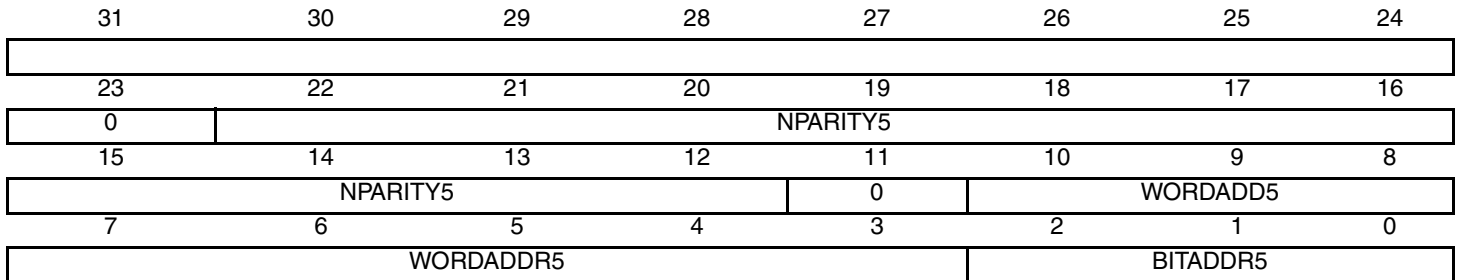 31 30 29 28 27 26 25 24
23 22 21 20 19 18 17 16
0 NPARITY5
15 14 13 12 11 10 9 8
NPARITY5 0 WORDADD5
7 6 5 4 3 2 1 0
WORDADDR5 BITADDR5